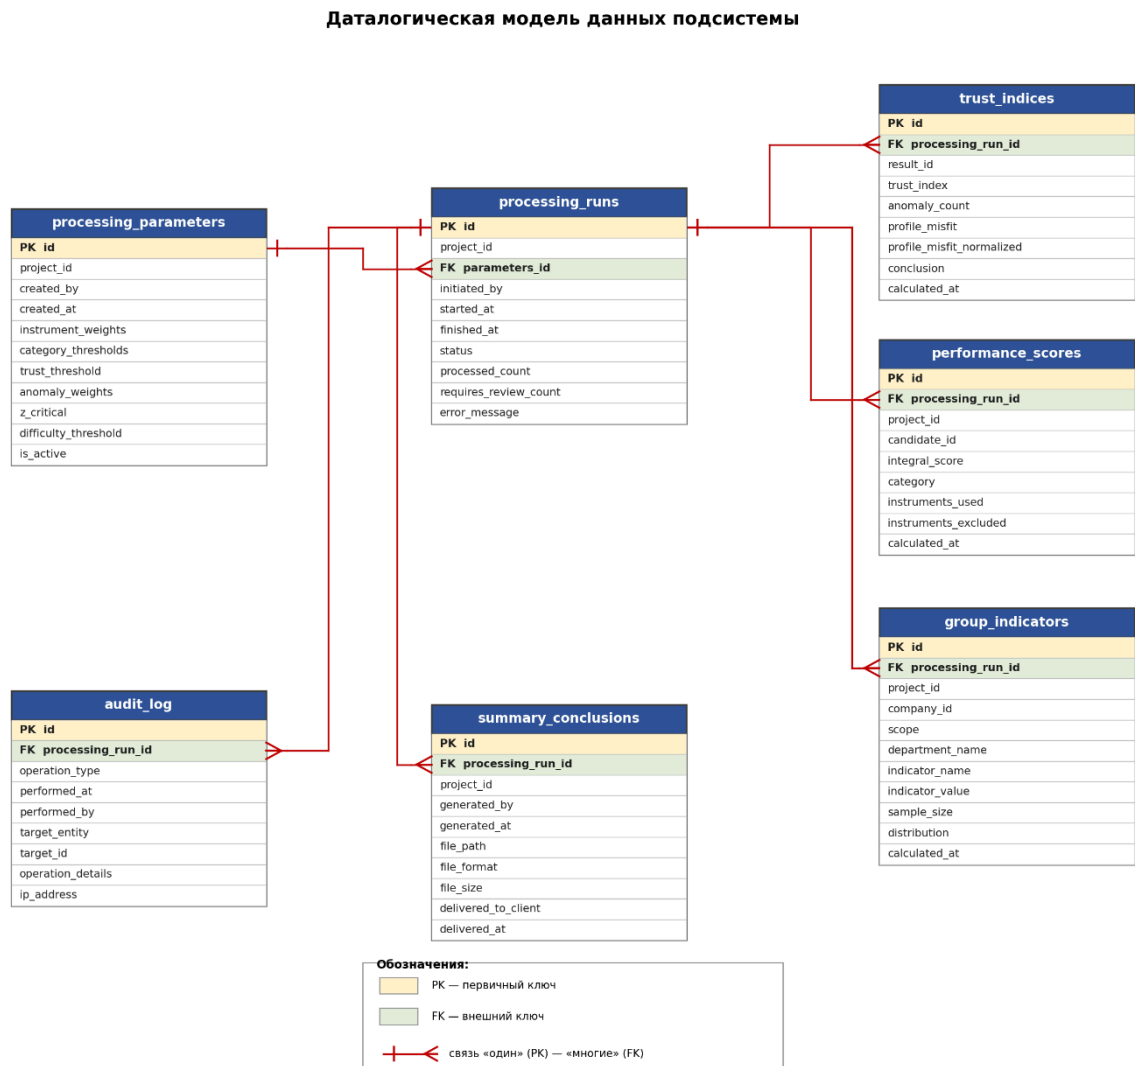 Даталогическая модель данных подсистемы
processing_parameters
PK id
project_id
created_by
created_at
instrument_weights
category_thresholds
trust_threshold
anomaly_weights
z_critical
difficulty_threshold
is_active
processing_runs
PK id
project_id
FK parameters_id
initiated_by
started_at
finished_at
status
processed_count
requires_review_count
error_message
trust_indices
PK id
FK processing_run_id
result_id
trust_index
anomaly_count
profile_misfit
profile_misfit_normalized
conclusion
calculated_at
performance_scores
PK id
FK processing_run_id
project_id
candidate_id
integral_score
category
instruments_used
instruments_excluded
calculated_at
group_indicators
PK id
FK processing_run_id
project_id
company_id
scope
department_name
indicator_name
indicator_value
sample_size
distribution
calculated_at
audit_log
PK id
FK processing_run_id
operation_type
performed_at
performed_by
target_entity
target_id
operation_details
ip_address
summary_conclusions
PK id
FK processing_run_id
project_id
generated_by
generated_at
file_path
file_format
file_size
delivered_to_client
delivered_at
Обозначения:
PK — первичный ключ
FK — внешний ключ
связь «один» (PK) — «многие» (FK)